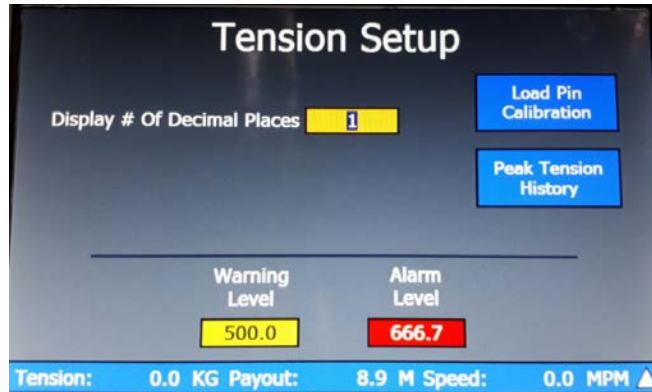 Tension Setup
Load Pin
Calibration
Display # Of Decimal Places 1
Peak Tension
History
Warning
Level
Alarm
Level
500.0
666.7
Tension: 0.0 KG Payout: 8.9 M Speed: 0.0 MPM